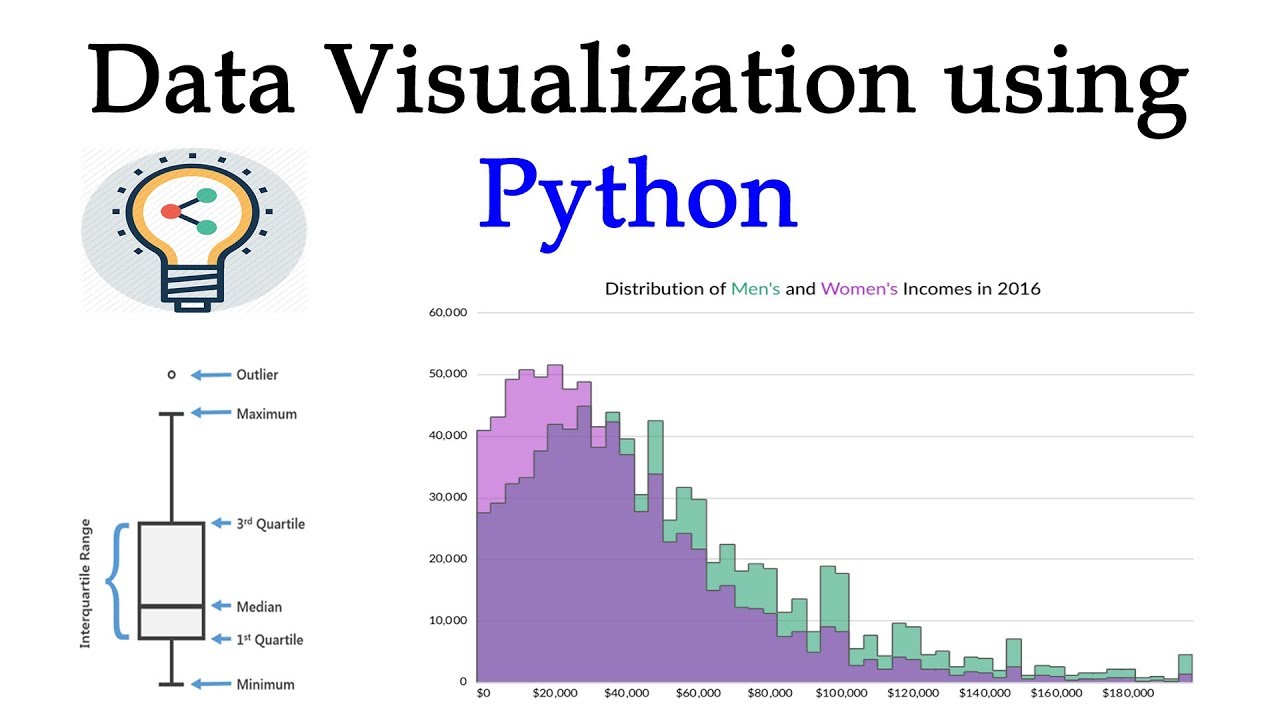 Data Visualization using
Python
Outlier
Maximum
3rd Quartile
Interquartile Range
Median
1st Quartile
Minimum
Distribution of Men's and Women's Incomes in 2016
60,000
50,000
40,000
30,000
20,000
10,000
0
$0 $20,000 $40,000 $60,000 $80,000 $100,000 $120,000 $140,000 $160,000 $180,000